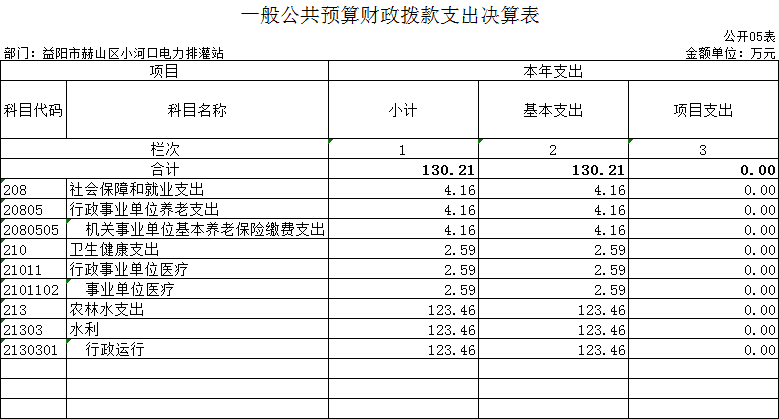 一般公共预算财政拨款支出决算表
公开05表
部门：益阳市赫山区小河口电力排灌站 金额单位：万元
项目 本年支出
科目代码 科目名称 小计 基本支出 项目支出
栏次 1 2 3
合计 130.21 130.21 0.00
208 社会保障和就业支出 4.16 4.16 0.00
20805 行政事业单位养老支出 4.16 4.16 0.00
2080505 机关事业单位基本养老保险缴费支出 4.16 4.16 0.00
210 卫生健康支出 2.59 2.59 0.00
21011 行政事业单位医疗 2.59 2.59 0.00
2101102 事业单位医疗 2.59 2.59 0.00
213 农林水支出 123.46 123.46 0.00
21303 水利 123.46 123.46 0.00
2130301 行政运行 123.46 123.46 0.00